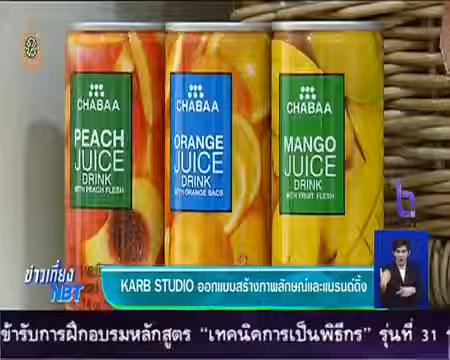 CHABAA
PEACH
JUICE
DRINK
WITH PEACH FLESH
CHABAA
ORANGE
JUICE
DRINK
WITH ORANGE SACS
CHABAA
MANGO
JUICE
DRINK
WITH FRUIT FLESH
ข่าวเที่ยง
NBT
KARB STUDIO ออกแบบสร้างภาพลักษณ์และแบรนด์ดิ้ง
ข้ารับการฝึกอบรมหลักสูตร “เทคนิคการเป็นพิธีกร” รุ่นที่ 31